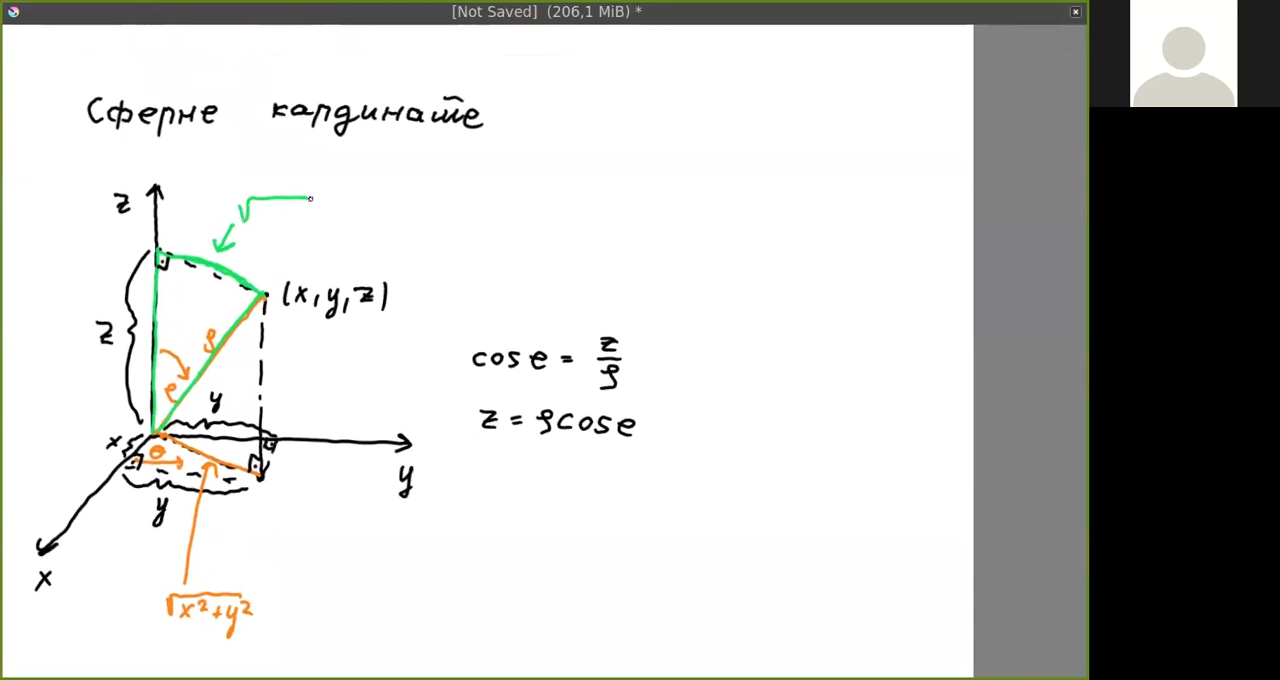 [Not Saved] (206,1 MiB) *
Сферне кардинате
z
√
(x, y, z)
z
ρ
φ
cos φ = z/ρ
y
z = ρ cos φ
x
θ
y
y
x
√x²+y²